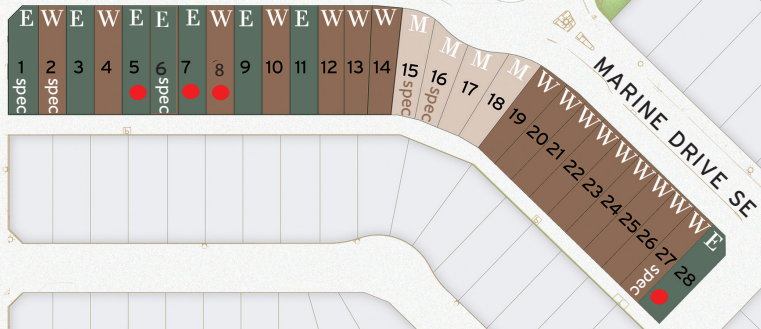 E W E W E E E W E W E W W W M M M M W W W W W W W W W E
1 2 3 4 5 6 7 8 9 10 11 12 13 14 15 16 17 18 19 20 21 22 23 24 25 26 27 28
spec spec spec spec spec spec
MARINE DRIVE SE